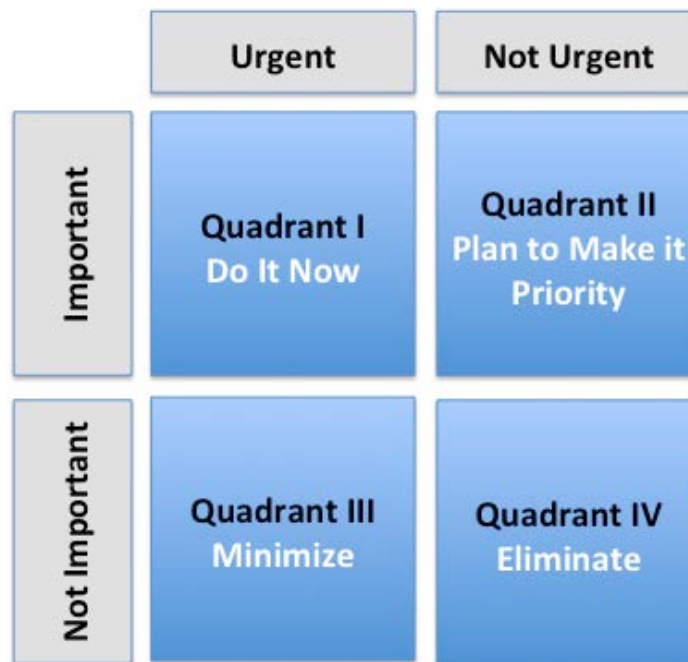 Urgent
Not Urgent
Important
Quadrant I
Do It Now
Quadrant II
Plan to Make it
Priority
Not Important
Quadrant III
Minimize
Quadrant IV
Eliminate